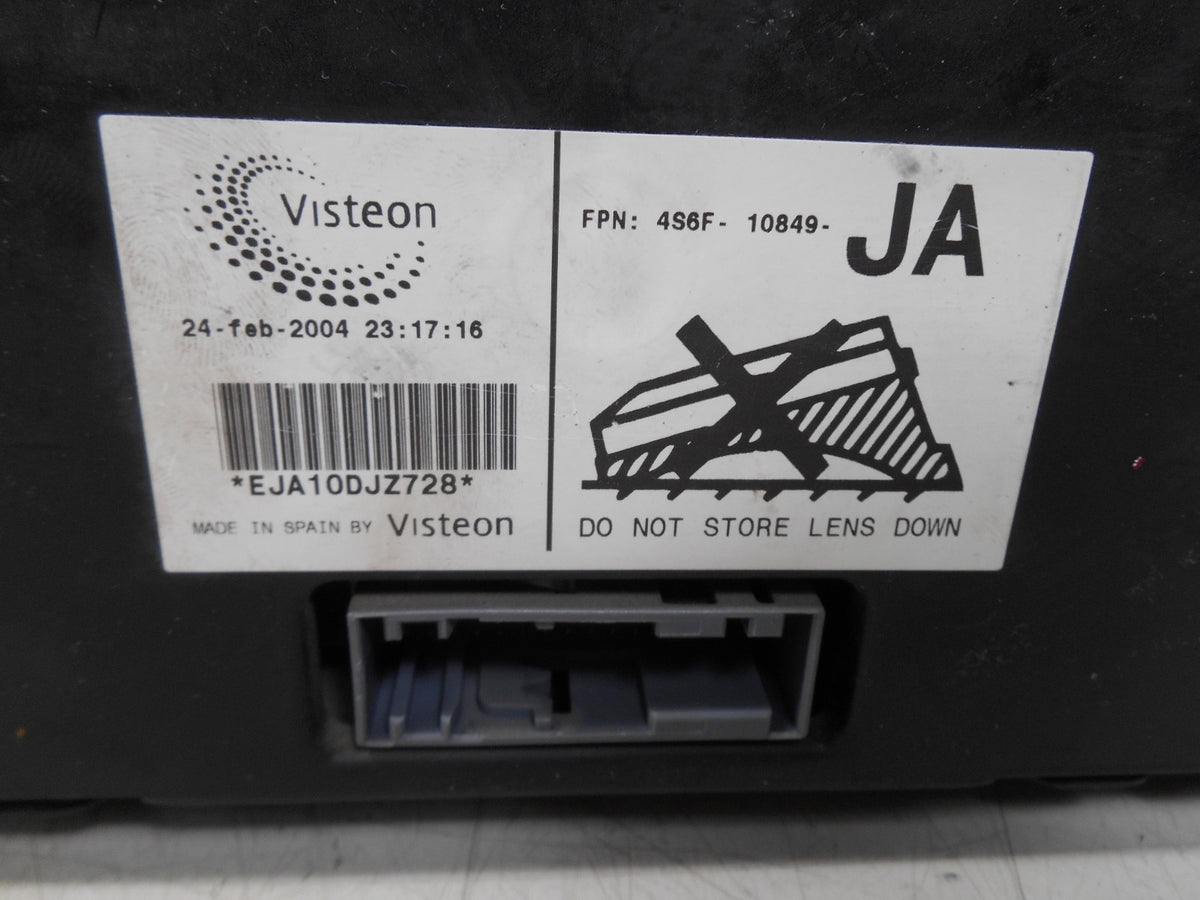 Visteon
24-feb-2004 23:17:16
*EJA10DJZ728*
MADE IN SPAIN BY Visteon
FPN: 4S6F- 10849- JA
DO NOT STORE LENS DOWN